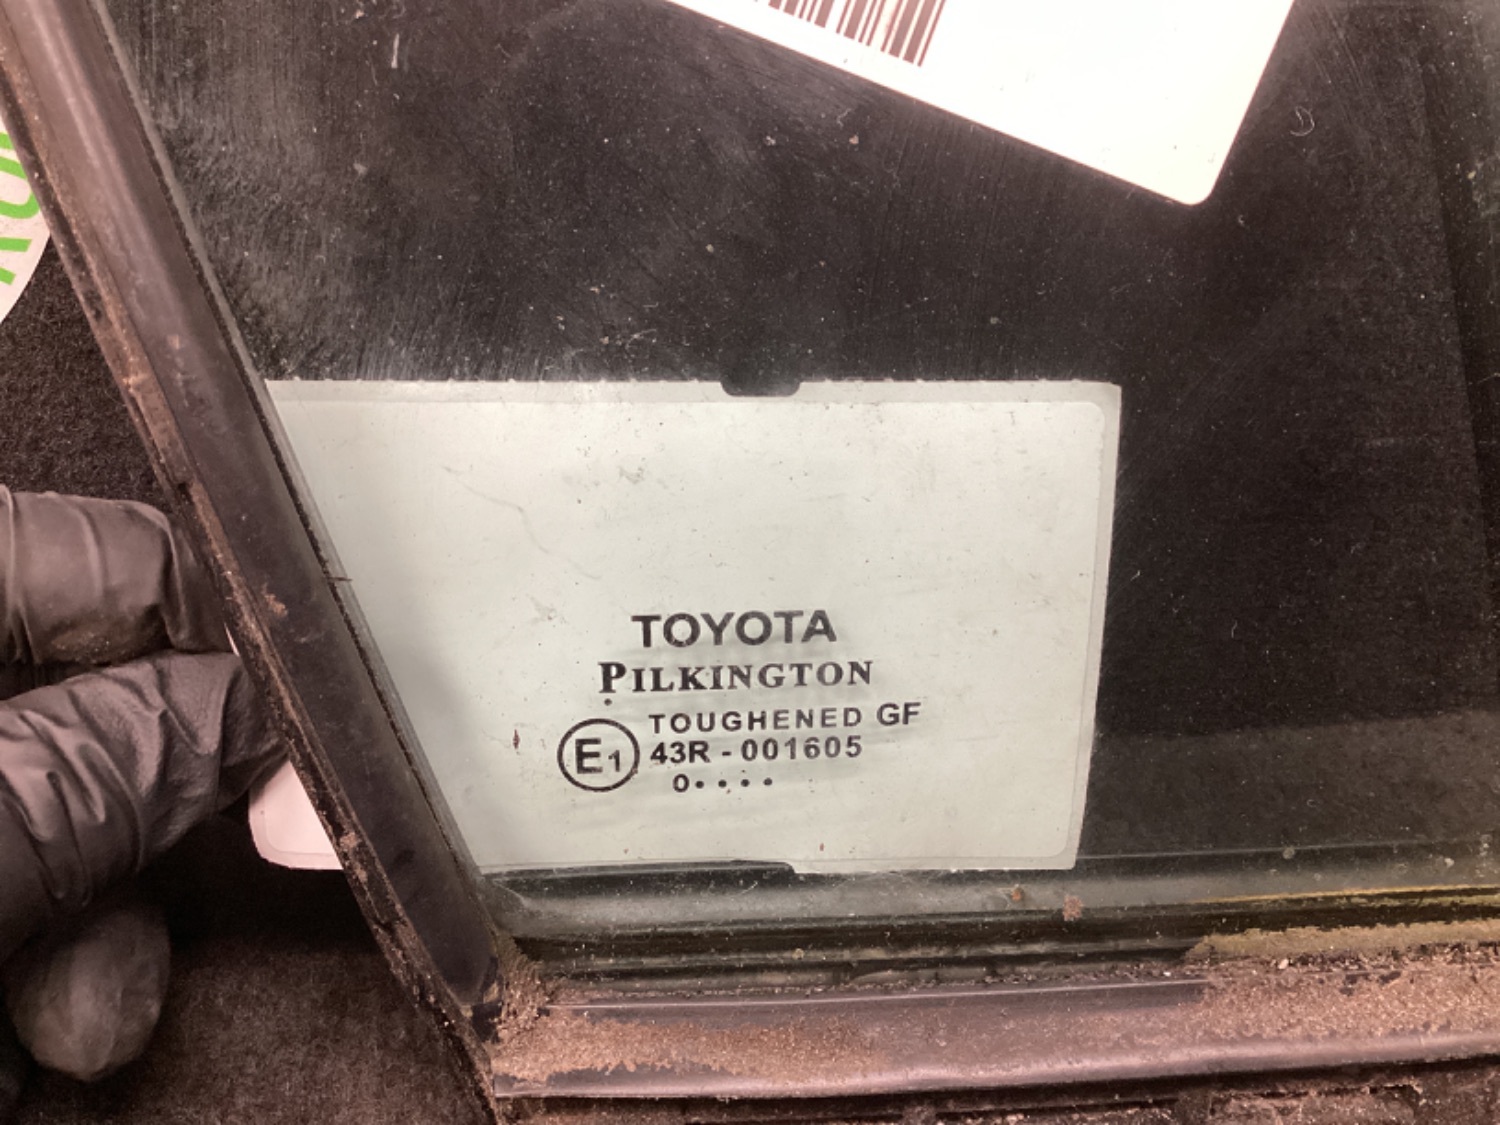 TOYOTA
PILKINGTON
E1
TOUGHENED GF
43R - 001605
0••••